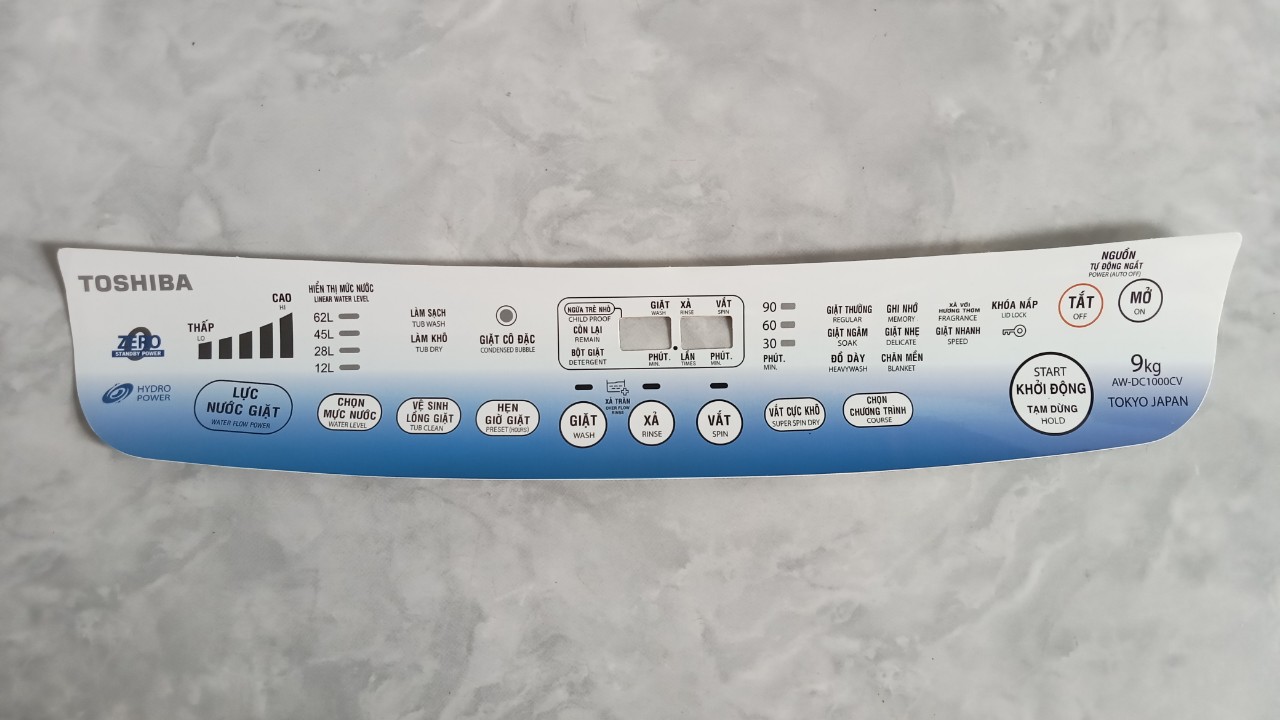 TOSHIBA
ZERO
STANDBY POWER
HYDRO
POWER
THẤP
LO
CAO
HI
LỰC
NƯỚC GIẶT
WATER FLOW POWER
HIỂN THỊ MỨC NƯỚC
LINEAR WATER LEVEL
62L
45L
28L
12L
CHỌN
MỰC NƯỚC
WATER LEVEL
LÀM SẠCH
TUB WASH
LÀM KHÔ
TUB DRY
VỆ SINH
LỒNG GIẶT
TUB CLEAN
GIẶT CÔ ĐẶC
CONDENSED BUBBLE
HẸN
GIỜ GIẶT
PRESET (HOURS)
NGỪA TRẺ NHỎ
CHILD PROOF
CÒN LẠI
REMAIN
BỘT GIẶT
DETERGENT
GIẶT
WASH
XẢ
RINSE
VẮT
SPIN
PHÚT.
MIN.
LẦN
TIMES
PHÚT.
MIN.
XẢ TRÀN
OVER FLOW
RINSE
GIẶT
WASH
XẢ
RINSE
VẮT
SPIN
90
60
30
PHÚT.
MIN.
VẮT CỰC KHÔ
SUPER SPIN DRY
GIẶT THƯỜNG
REGULAR
GIẶT NGÂM
SOAK
ĐỒ DÀY
HEAVYWASH
GHI NHỚ
MEMORY
GIẶT NHẸ
DELICATE
CHĂN MỀN
BLANKET
XẢ VỚI
HƯƠNG THƠM
FRAGRANCE
GIẶT NHANH
SPEED
KHÓA NẮP
LID LOCK
CHỌN
CHƯƠNG TRÌNH
COURSE
START
KHỞI ĐỘNG
TẠM DỪNG
HOLD
NGUỒN
TỰ ĐỘNG NGẮT
POWER (AUTO OFF)
TẮT
OFF
MỞ
ON
9kg
AW-DC1000CV
TOKYO JAPAN